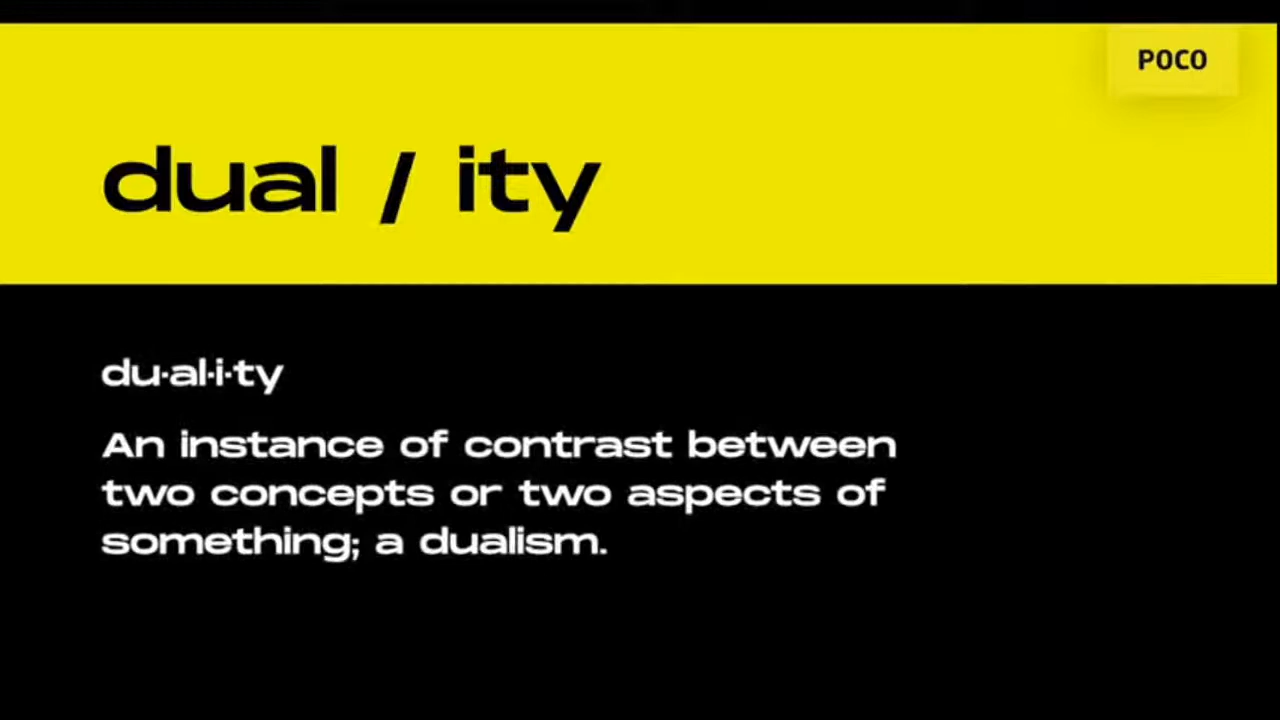 POCO
dual / ity
du·al·i·ty
An instance of contrast between
two concepts or two aspects of
something; a dualism.